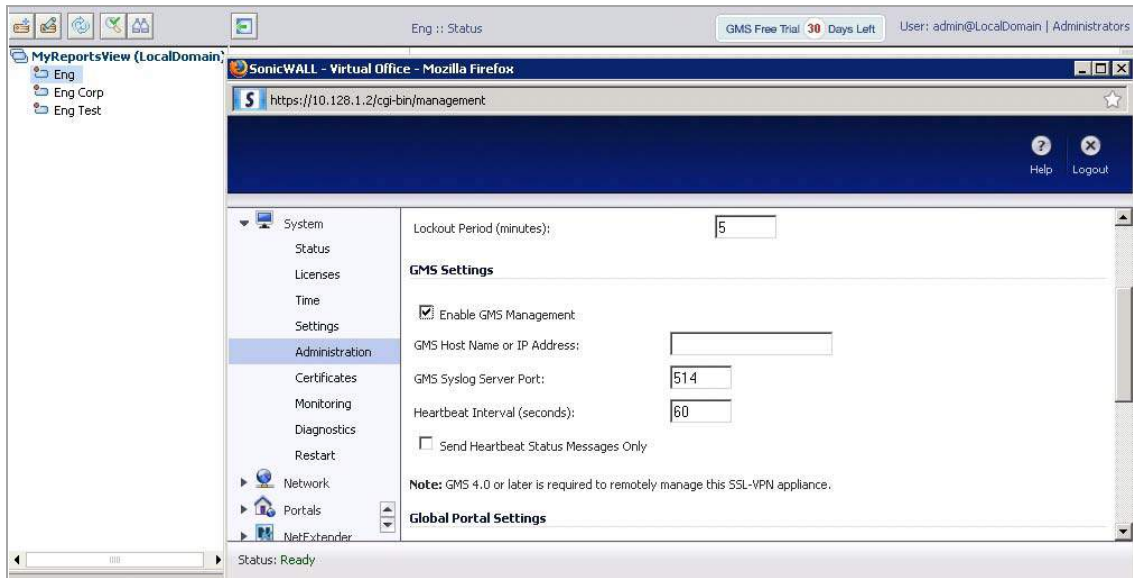 Eng :: Status
GMS Free Trial 30 Days Left
User: admin@LocalDomain | Administrators
MyReportsView (LocalDomain)
Eng
Eng Corp
Eng Test
SonicWALL - Virtual Office - Mozilla Firefox
S https://10.128.1.2/cgi-bin/management
Help
Logout
System
Status
Licenses
Time
Settings
Administration
Certificates
Monitoring
Diagnostics
Restart
Network
Portals
NetExtender
Lockout Period (minutes): 5
GMS Settings
Enable GMS Management
GMS Host Name or IP Address:
GMS Syslog Server Port: 514
Heartbeat Interval (seconds): 60
Send Heartbeat Status Messages Only
Note: GMS 4.0 or later is required to remotely manage this SSL-VPN appliance.
Global Portal Settings
Status: Ready